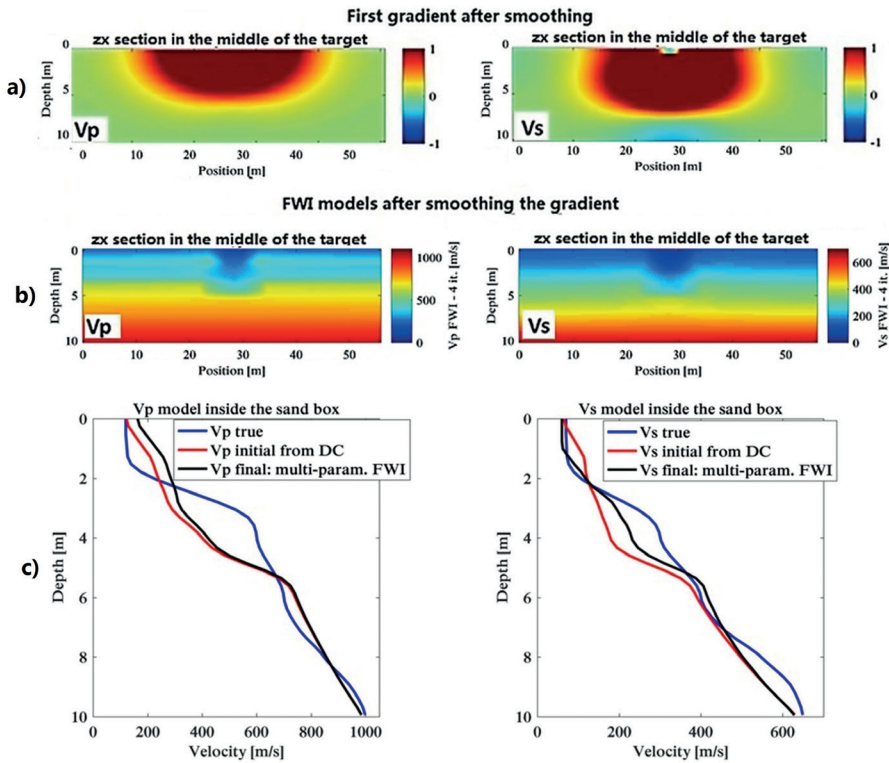 First gradient after smoothing
zx section in the middle of the target
zx section in the middle of the target
a)
Depth [m]
0
5
10
Vp
0 10 20 30 40 50
Position [m]
1
0
-1
Depth [m]
0
5
10
Vs
0 10 20 30 40 50
Position [m]
1
0
-1
FWI models after smoothing the gradient
zx section in the middle of the target
zx section in the middle of the target
b)
Depth [m]
0
5
10
Vp
0 10 20 30 40 50
Position [m]
1000
500
0
Vp FWI - 4 it. [m/s]
Depth [m]
0
5
10
Vs
0 10 20 30 40 50
Position [m]
600
400
200
0
Vs FWI - 4 it. [m/s]
c)
Vp model inside the sand box
Vp true
Vp initial from DC
Vp final: multi-param. FWI
Depth [m]
0
2
4
6
8
10
0 200 400 600 800 1000
Velocity [m/s]
Vs model inside the sand box
Vs true
Vs initial from DC
Vs final: multi-param. FWI
Depth [m]
0
2
4
6
8
10
0 200 400 600
Velocity [m/s]